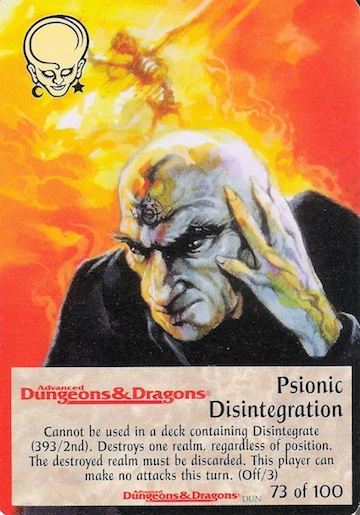 Psionic
Disintegration
Advanced
Dungeons & Dragons®
Cannot be used in a deck containing Disintegrate
(393/2nd). Destroys one realm, regardless of position.
The destroyed realm must be discarded. This player can
make no attacks this turn. (Off/3)
Advanced
Dungeons & Dragons® DUN 73 of 100